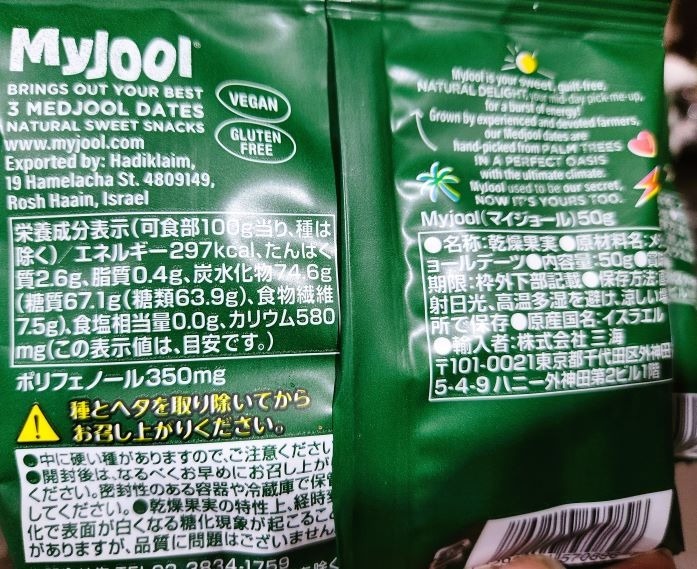 MyJool®
BRINGS OUT YOUR BEST
3 MEDJOOL DATES
NATURAL SWEET SNACKS
www.myjool.com
Exported by: Hadiklaim,
19 Hamelacha St. 4809149,
Rosh Haain, Israel
VEGAN
GLUTEN
FREE
栄養成分表示(可食部100g当り、種は
除く)/エネルギー297kcal、たんぱく
質2.6g、脂質0.4g、炭水化物74.6g
(糖質67.1g(糖類63.9g)、食物繊維
7.5g)、食塩相当量0.0g、カリウム580
mg(この表示値は、目安です。)
ポリフェノール350mg
種とヘタを取り除いてから
お召し上がりください。
●中に硬い種がありますので、ご注意くださ
●開封後は、なるべくお早めにお召し上が
ください。密封性のある容器や冷蔵庫で保
してください。●乾燥果実の特性上、経時
化で表面が白くなる糖化現象が起こるこ
がありますが、品質に問題はございません
2834-1759
Myjool is your sweet, guilt-free,
NATURAL DELIGHT, your mid-day pick-me-up,
for a burst of energy!
Grown by experienced and devoted farmers,
our Medjool dates are
hand-picked from PALM TREES
IN A PERFECT OASIS
with the ultimate climate.
Myjool used to be our secret,
NOW IT'S YOURS TOO.
Myjool(マイジョール)50g
●名称:乾燥果実●原材料名:メ
ョールデーツ●内容量:50g●
期限:枠外下部記載●保存方法:
射日光、高温多湿を避け、涼しい
所で保存●原産国名:イスラエル
●輸入者:株式会社 三海
〒101-0021東京都千代田区外神田
5-4-9 ハニー外神田第2ビル1階